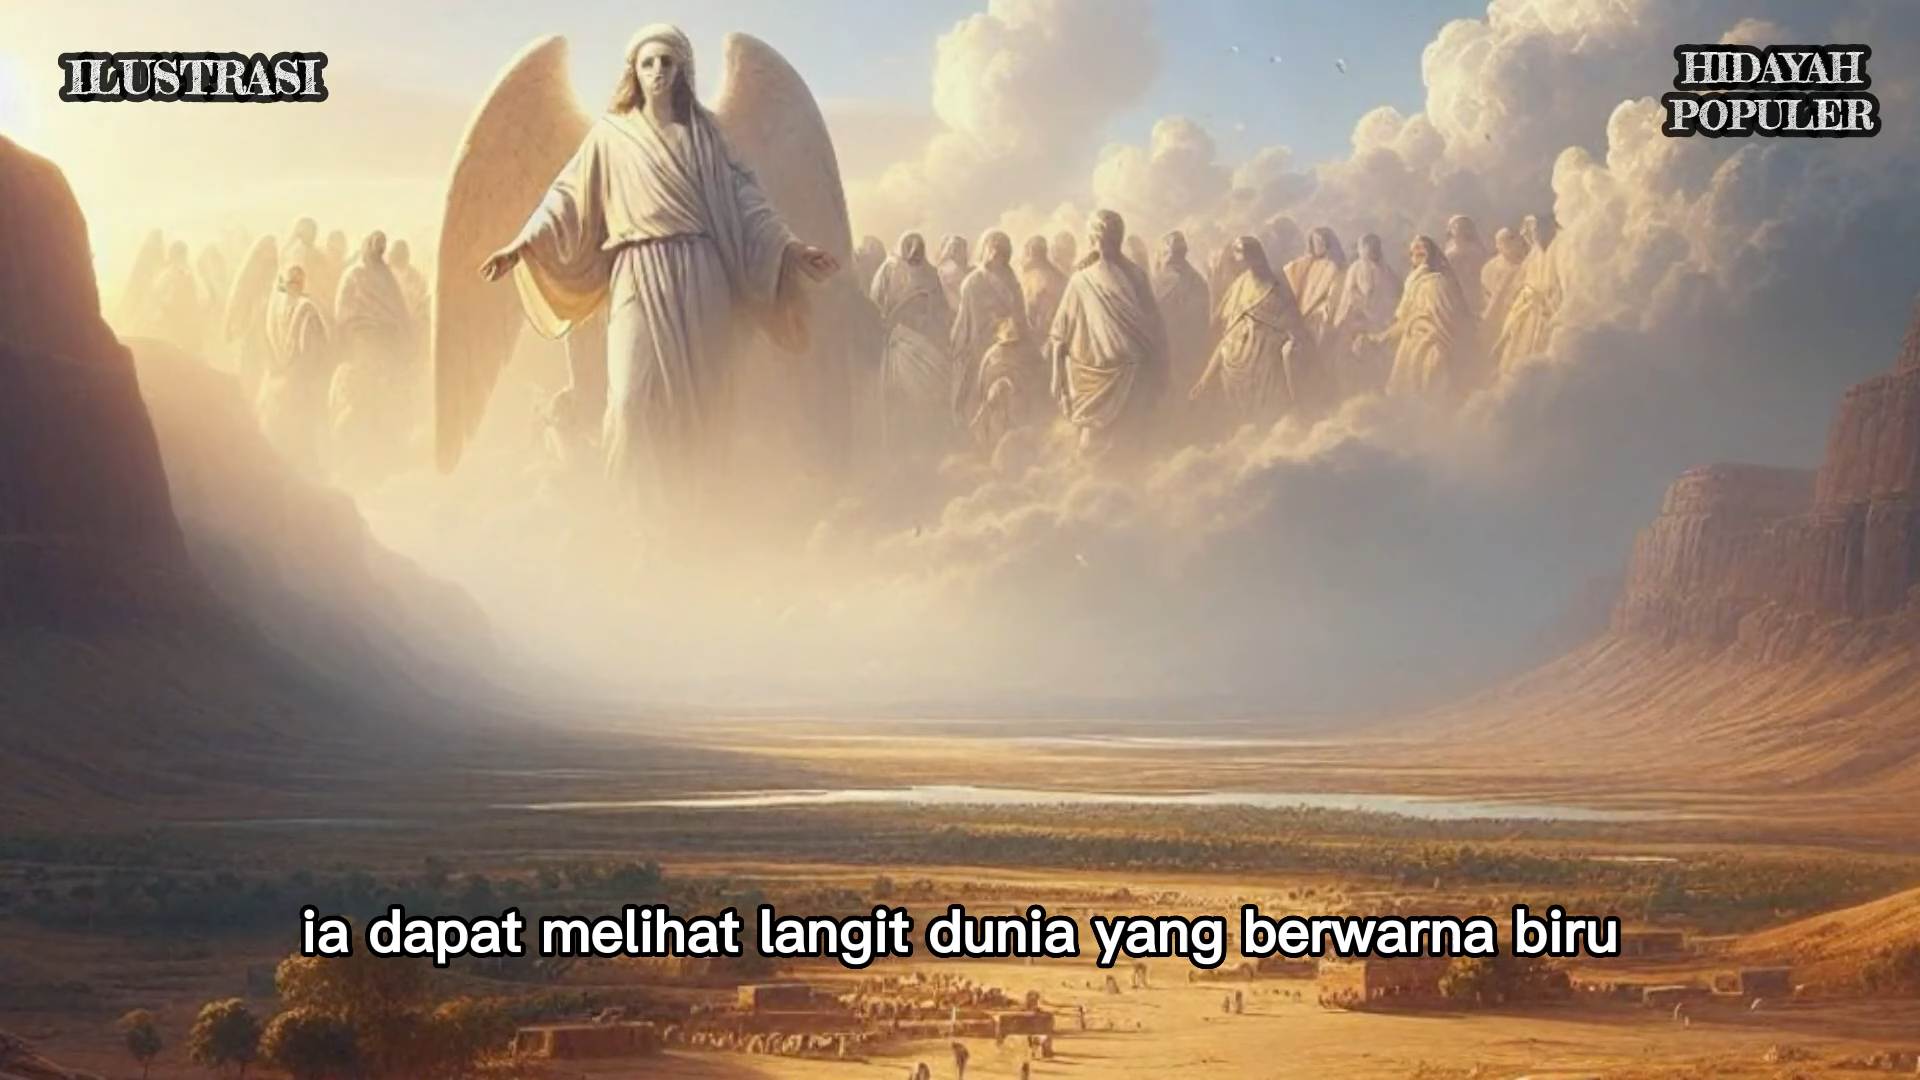 ILUSTRASI
HIDAYAH
POPULER
ia dapat melihat langit dunia yang berwarna biru